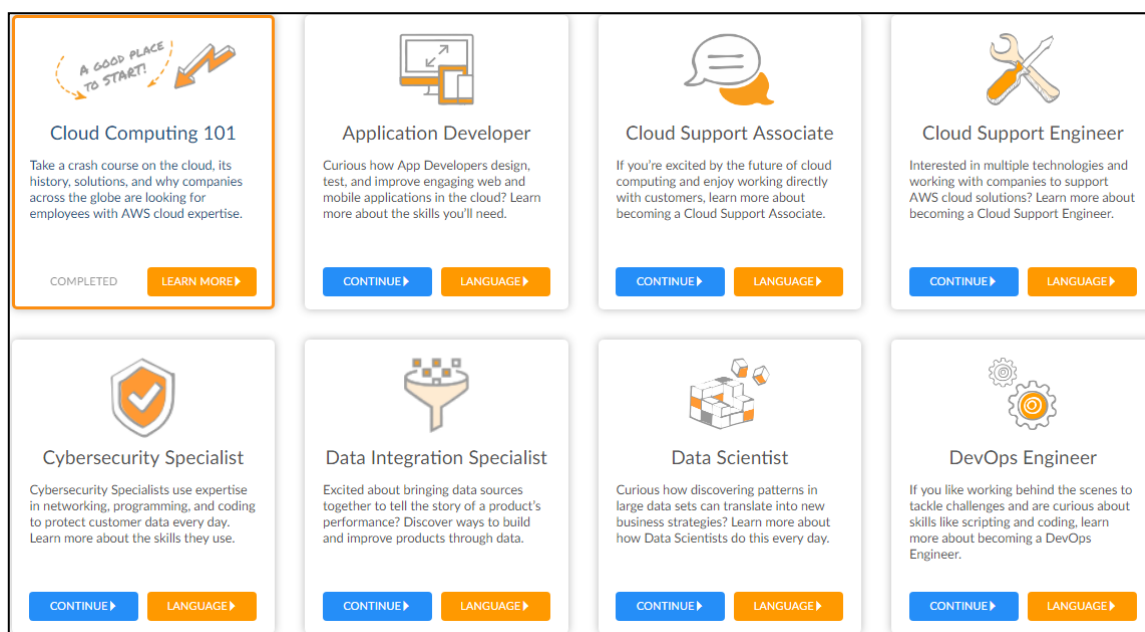 A GOOD PLACE
TO START!
Cloud Computing 101
Take a crash course on the cloud, its
history, solutions, and why companies
across the globe are looking for
employees with AWS cloud expertise.
COMPLETED
LEARN MORE
Application Developer
Curious how App Developers design,
test, and improve engaging web and
mobile applications in the cloud? Learn
more about the skills you'll need.
CONTINUE
LANGUAGE
Cloud Support Associate
If you're excited by the future of cloud
computing and enjoy working directly
with customers, learn more about
becoming a Cloud Support Associate.
CONTINUE
LANGUAGE
Cloud Support Engineer
Interested in multiple technologies and
working with companies to support
AWS cloud solutions? Learn more about
becoming a Cloud Support Engineer.
CONTINUE
LANGUAGE
Cybersecurity Specialist
Cybersecurity Specialists use expertise
in networking, programming, and coding
to protect customer data every day.
Learn more about the skills they use.
CONTINUE
LANGUAGE
Data Integration Specialist
Excited about bringing data sources
together to tell the story of a product's
performance? Discover ways to build
and improve products through data.
CONTINUE
LANGUAGE
Data Scientist
Curious how discovering patterns in
large data sets can translate into new
business strategies? Learn more about
how Data Scientists do this every day.
CONTINUE
LANGUAGE
DevOps Engineer
If you like working behind the scenes to
tackle challenges and are curious about
skills like scripting and coding, learn
more about becoming a DevOps
Engineer.
CONTINUE
LANGUAGE